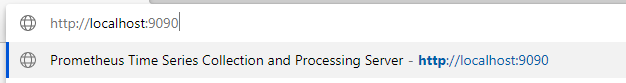 http://localhost:9090
Prometheus Time Series Collection and Processing Server - http://localhost:9090